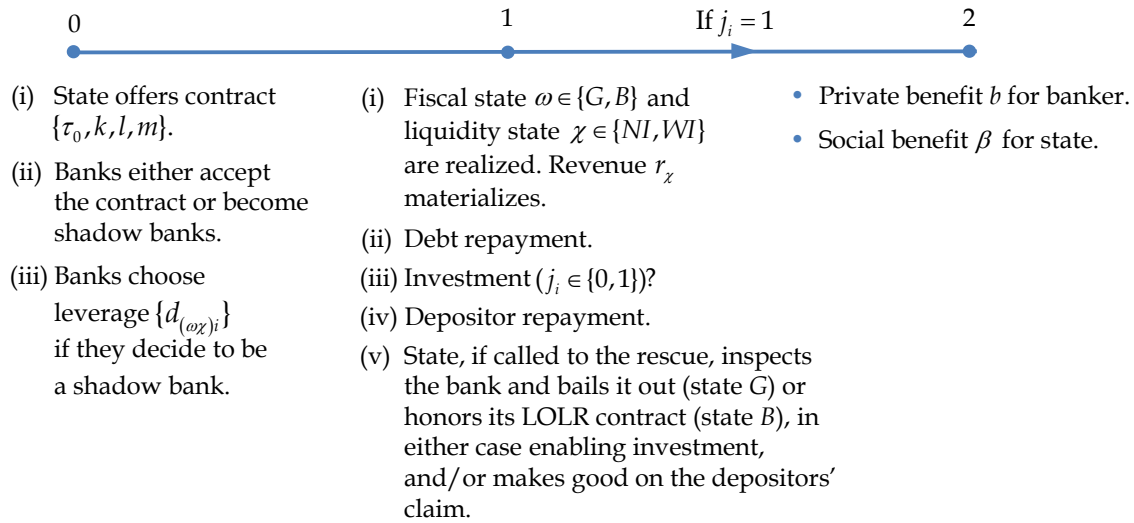 0
1
If j_i = 1
2
(i) State offers contract
{τ_0, k, l, m}.
(ii) Banks either accept
the contract or become
shadow banks.
(iii) Banks choose
leverage {d_(ωχ)i}
if they decide to be
a shadow bank.
(i) Fiscal state ω ∈ {G, B} and
liquidity state χ ∈ {NI, WI}
are realized. Revenue r_χ
materializes.
(ii) Debt repayment.
(iii) Investment (j_i ∈ {0, 1})?
(iv) Depositor repayment.
(v) State, if called to the rescue, inspects
the bank and bails it out (state G) or
honors its LOLR contract (state B), in
either case enabling investment,
and/or makes good on the depositors'
claim.
• Private benefit b for banker.
• Social benefit β for state.